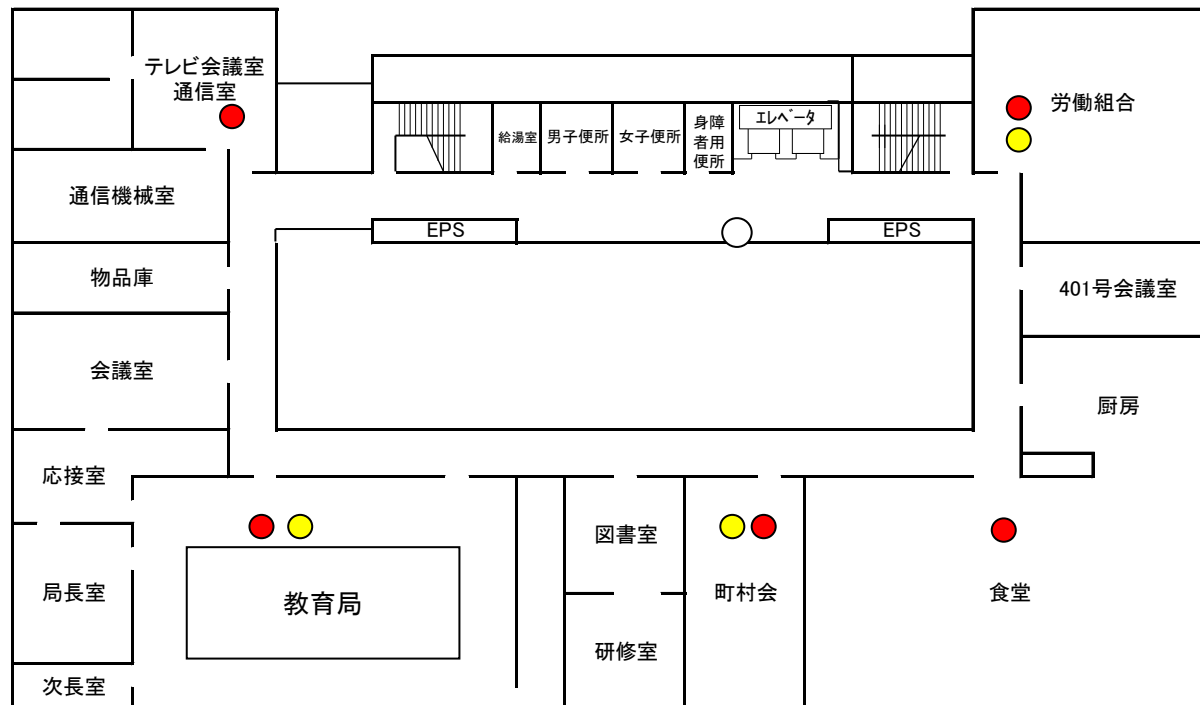 テレビ会議室
通信室
労働組合
エレベータ
給湯室
男子便所
女子便所
身障
者用
便所
通信機械室
EPS
EPS
物品庫
401号会議室
会議室
厨房
応接室
図書室
局長室
教育局
町村会
食堂
研修室
次長室